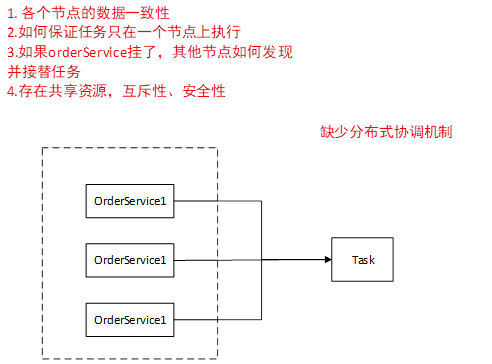 1. 各个节点的数据一致性
2.如何保证任务只在一个节点上执行
3.如果orderService挂了，其他节点如何发现
并接替任务
4.存在共享资源，互斥性、安全性
缺少分布式协调机制
OrderService1
OrderService1
Task
OrderService1